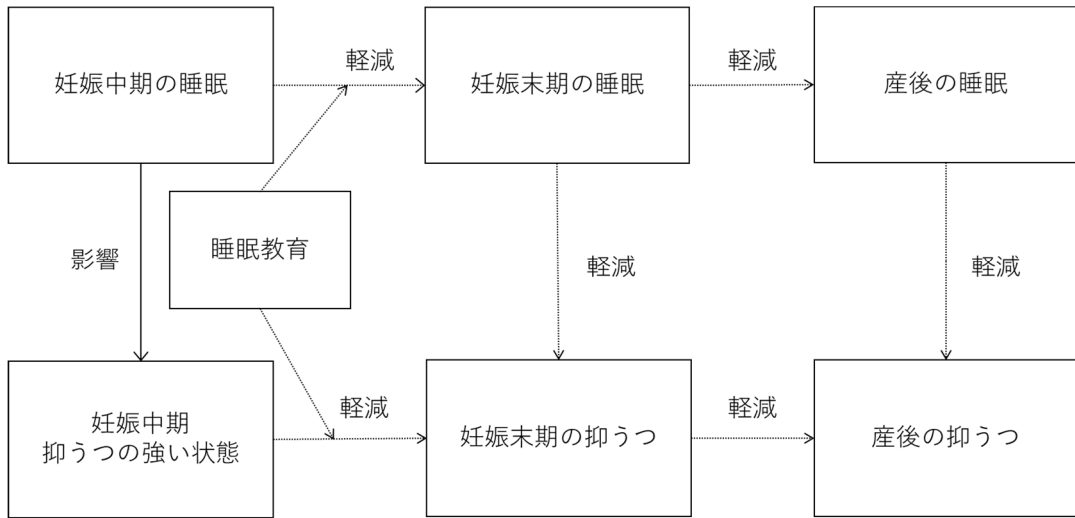 軽減
軽減
妊娠中期の睡眠
妊娠末期の睡眠
産後の睡眠
睡眠教育
影響
軽減
軽減
軽減
軽減
妊娠中期
抑うつの強い状態
妊娠末期の抑うつ
産後の抑うつ